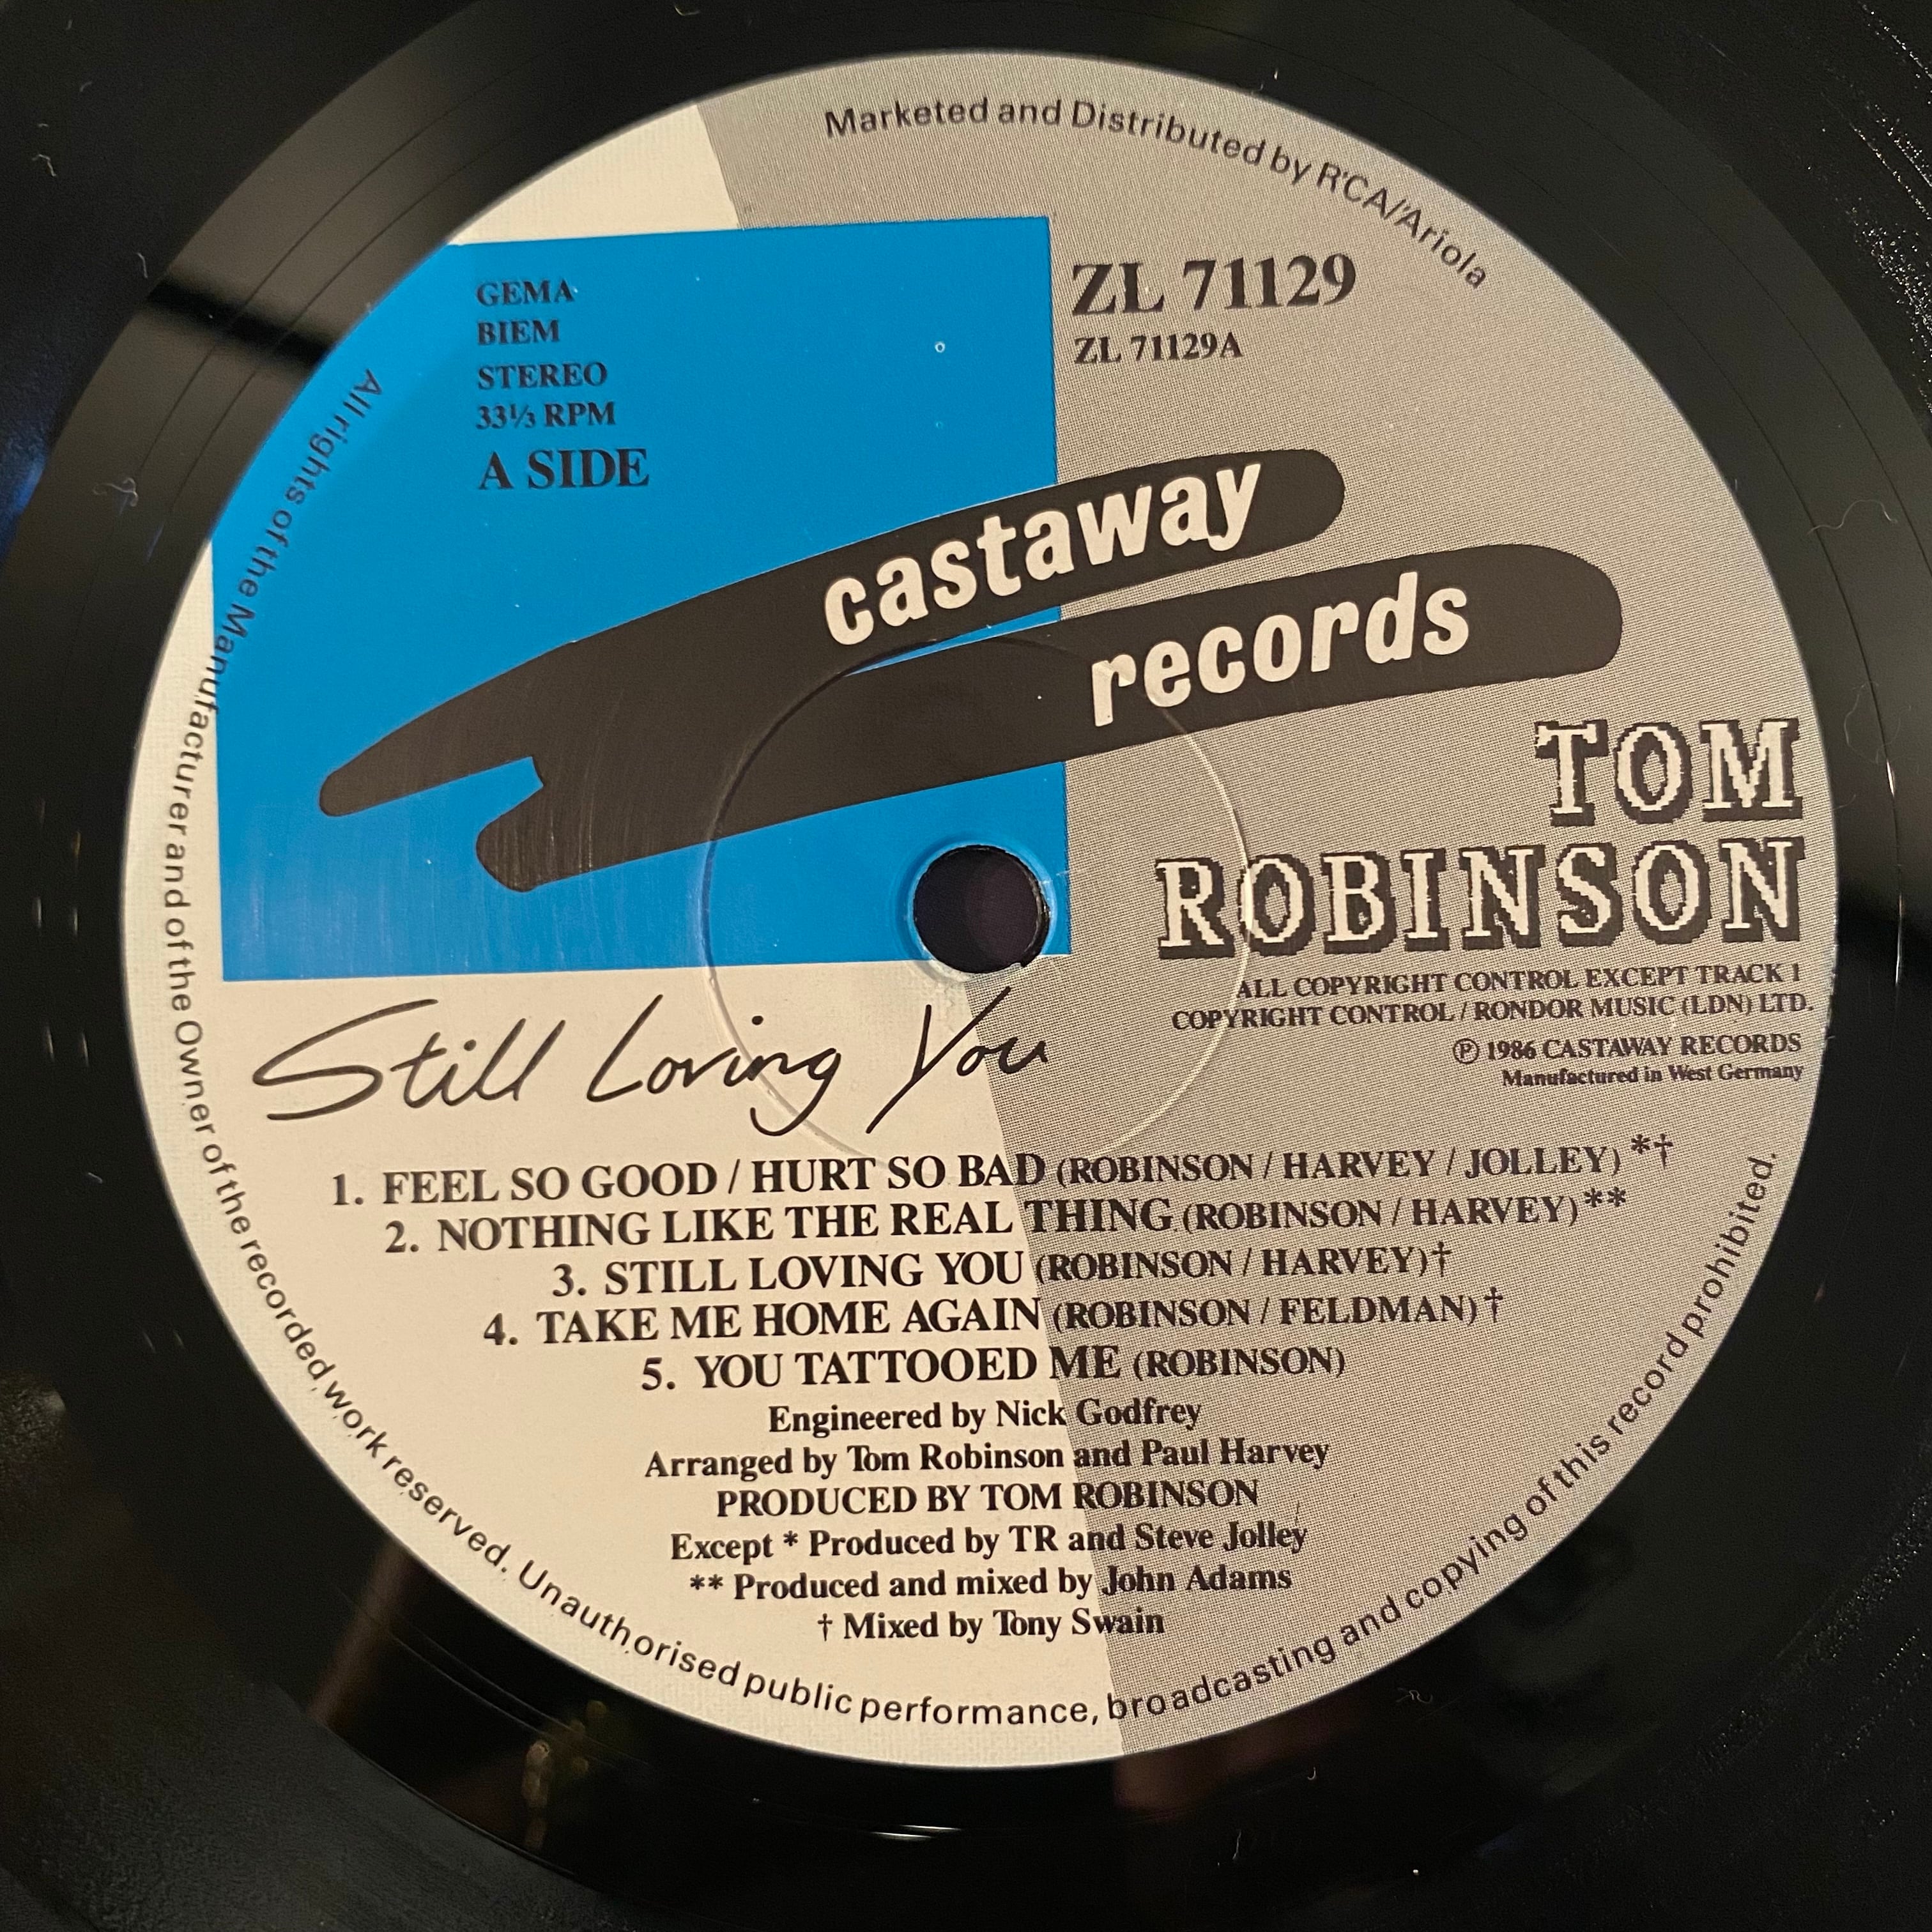 Marketed and Distributed by R'CA/'Ariola
GEMA
BIEM
STEREO
33⅓ RPM
A SIDE
ZL 71129
ZL 71129A
castaway
records
TOM
ROBINSON
ALL COPYRIGHT CONTROL EXCEPT TRACK 1
COPYRIGHT CONTROL / RONDOR MUSIC (LDN) LTD.
℗ 1986 CASTAWAY RECORDS
Manufactured in West Germany
Still Loving You
1. FEEL SO GOOD / HURT SO BAD (ROBINSON / HARVEY / JOLLEY) *†
2. NOTHING LIKE THE REAL THING (ROBINSON / HARVEY) **
3. STILL LOVING YOU (ROBINSON / HARVEY) †
4. TAKE ME HOME AGAIN (ROBINSON / FELDMAN) †
5. YOU TATTOOED ME (ROBINSON)
Engineered by Nick Godfrey
Arranged by Tom Robinson and Paul Harvey
PRODUCED BY TOM ROBINSON
Except * Produced by TR and Steve Jolley
** Produced and mixed by John Adams
† Mixed by Tony Swain
All rights of the Manufacturer and of the Owner of the recorded work reserved. Unauthorised public performance, broadcasting and copying of this record prohibited.